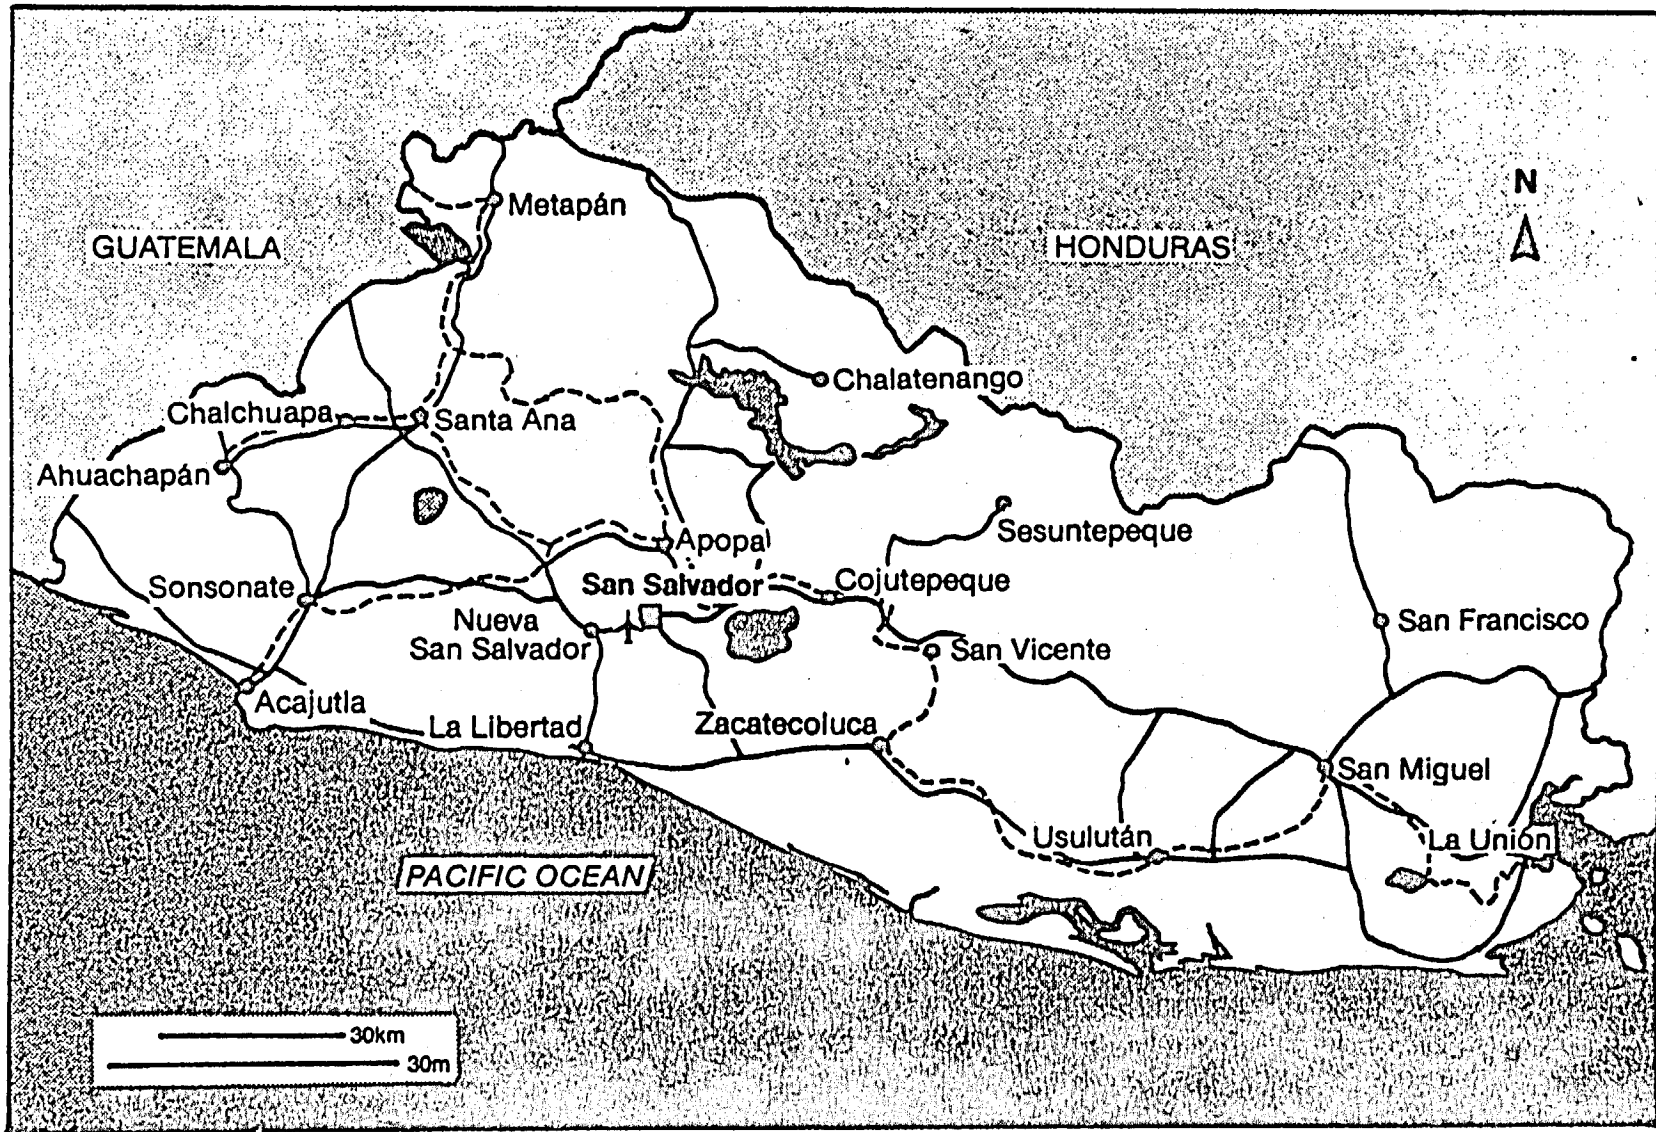 N
Metapán
GUATEMALA
HONDURAS
Chalatenango
Chalchuapa
Santa Ana
Ahuachapán
Sesuntepeque
Apopa
Sonsonate
San Salvador
Cojutepeque
Nueva
San Salvador
San Francisco
San Vicente
Acajutla
La Libertad
Zacatecoluca
San Miguel
Usulután
La Unión
PACIFIC OCEAN
30km
30m